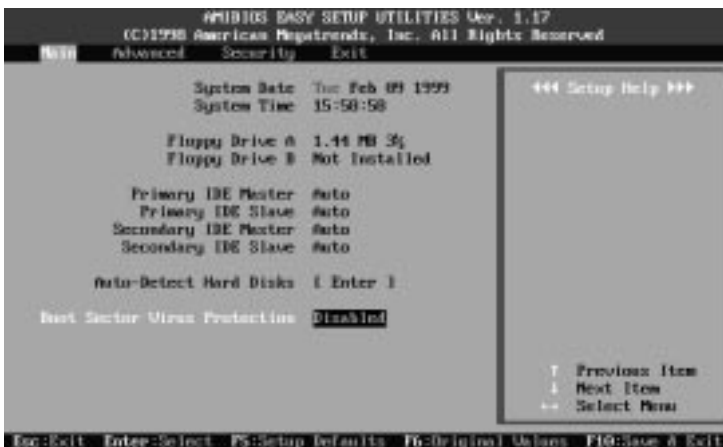 AMIBIOS EASY SETUP UTILITIES Ver. 1.17
(C)1998 American Megatrends, Inc. All Rights Reserved
Main Advanced Security Exit
System Date Tue Feb 09 1999
System Time 15:58:58
Floppy Drive A 1.44 MB 3½
Floppy Drive B Not Installed
Primary IDE Master Auto
Primary IDE Slave Auto
Secondary IDE Master Auto
Secondary IDE Slave Auto
Auto-Detect Hard Disks [ Enter ]
Boot Sector Virus Protection Disabled
◄◄◄ Setup Help ►►►
↑ Previous Item
↓ Next Item
↔ Select Menu
Esc:Exit Enter:Select F5:Setup Defaults F6:Original Values F10:Save & Exit